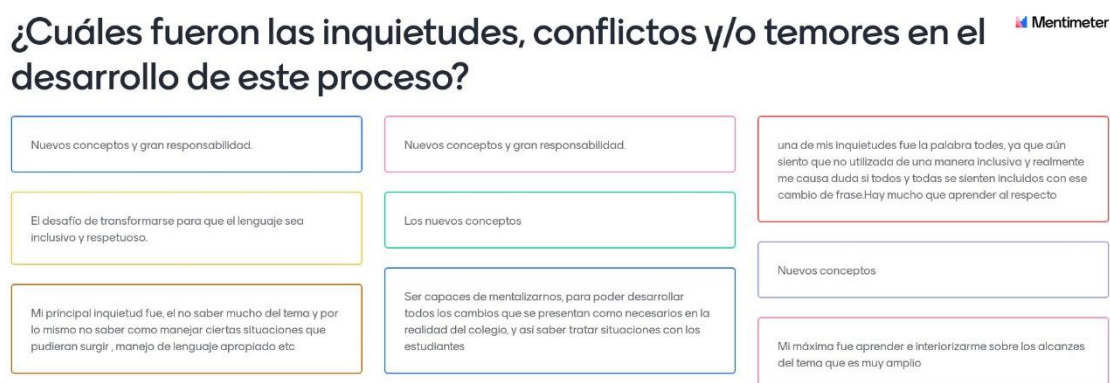 ¿Cuáles fueron las inquietudes, conflictos y/o temores en el
desarrollo de este proceso?
Mentimeter
Nuevos conceptos y gran responsabilidad.
El desafío de transformarse para que el lenguaje sea
inclusivo y respetuoso.
Mi principal inquietud fue, el no saber mucho del tema y por
lo mismo no saber como manejar ciertas situaciones que
pudieran surgir , manejo de lenguaje apropiado etc
Nuevos conceptos y gran responsabilidad.
Los nuevos conceptos
Ser capaces de mentalizarnos, para poder desarrollar
todos los cambios que se presentan como necesarios en la
realidad del colegio, y así saber tratar situaciones con los
estudiantes
una de mis inquietudes fue la palabra todes, ya que aún
siento que no utilizada de una manera inclusiva y realmente
me causa duda si todos y todas se sienten incluidos con ese
cambio de frase.Hay mucho que aprender al respecto
Nuevos conceptos
Mi máxima fue aprender e interiorizarme sobre los alcanzes
del tema que es muy amplio